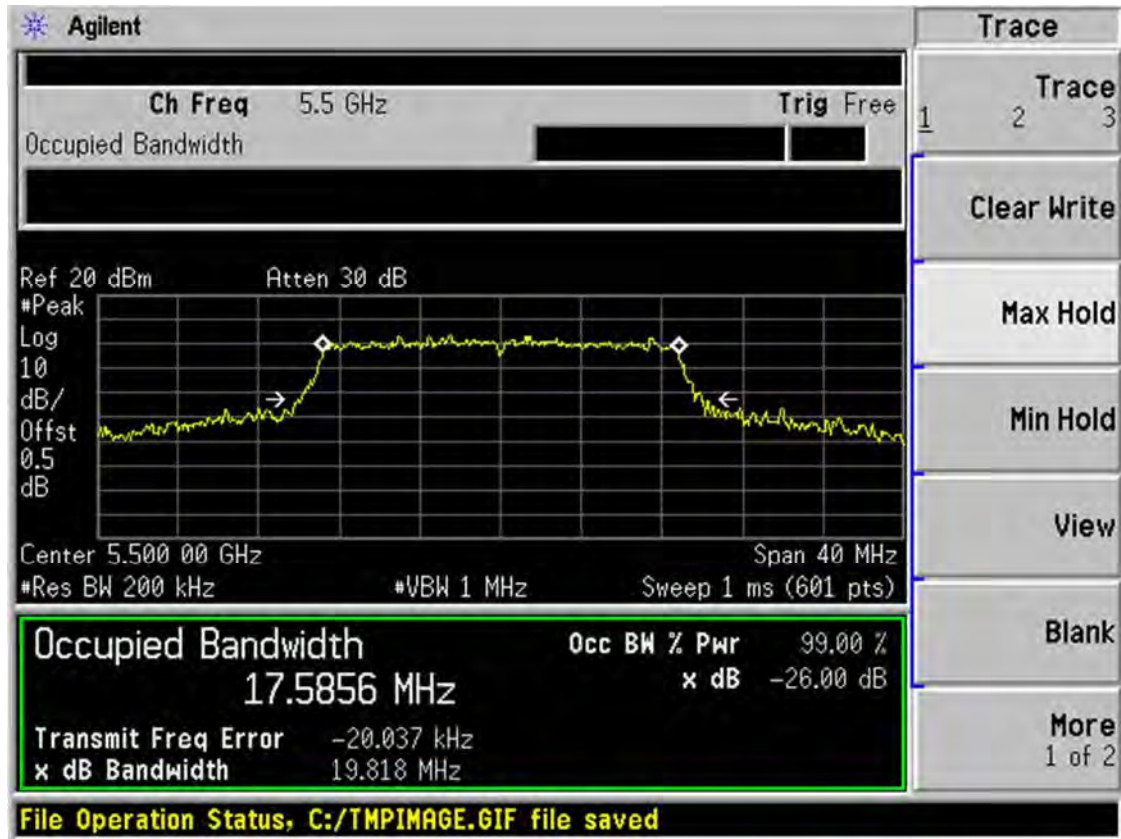 Agilent
Trace
Ch Freq 5.5 GHz Trig Free
Occupied Bandwidth
Trace
1 2 3
Clear Write
Max Hold
Min Hold
View
Blank
More
1 of 2
Ref 20 dBm Atten 30 dB
#Peak
Log
10
dB/
Offst
0.5
dB
Center 5.500 00 GHz Span 40 MHz
#Res BW 200 kHz #VBW 1 MHz Sweep 1 ms (601 pts)
Occupied Bandwidth
17.5856 MHz
Occ BW % Pwr 99.00 %
x dB -26.00 dB
Transmit Freq Error -20.037 kHz
x dB Bandwidth 19.818 MHz
File Operation Status, C:/TMPIMAGE.GIF file saved